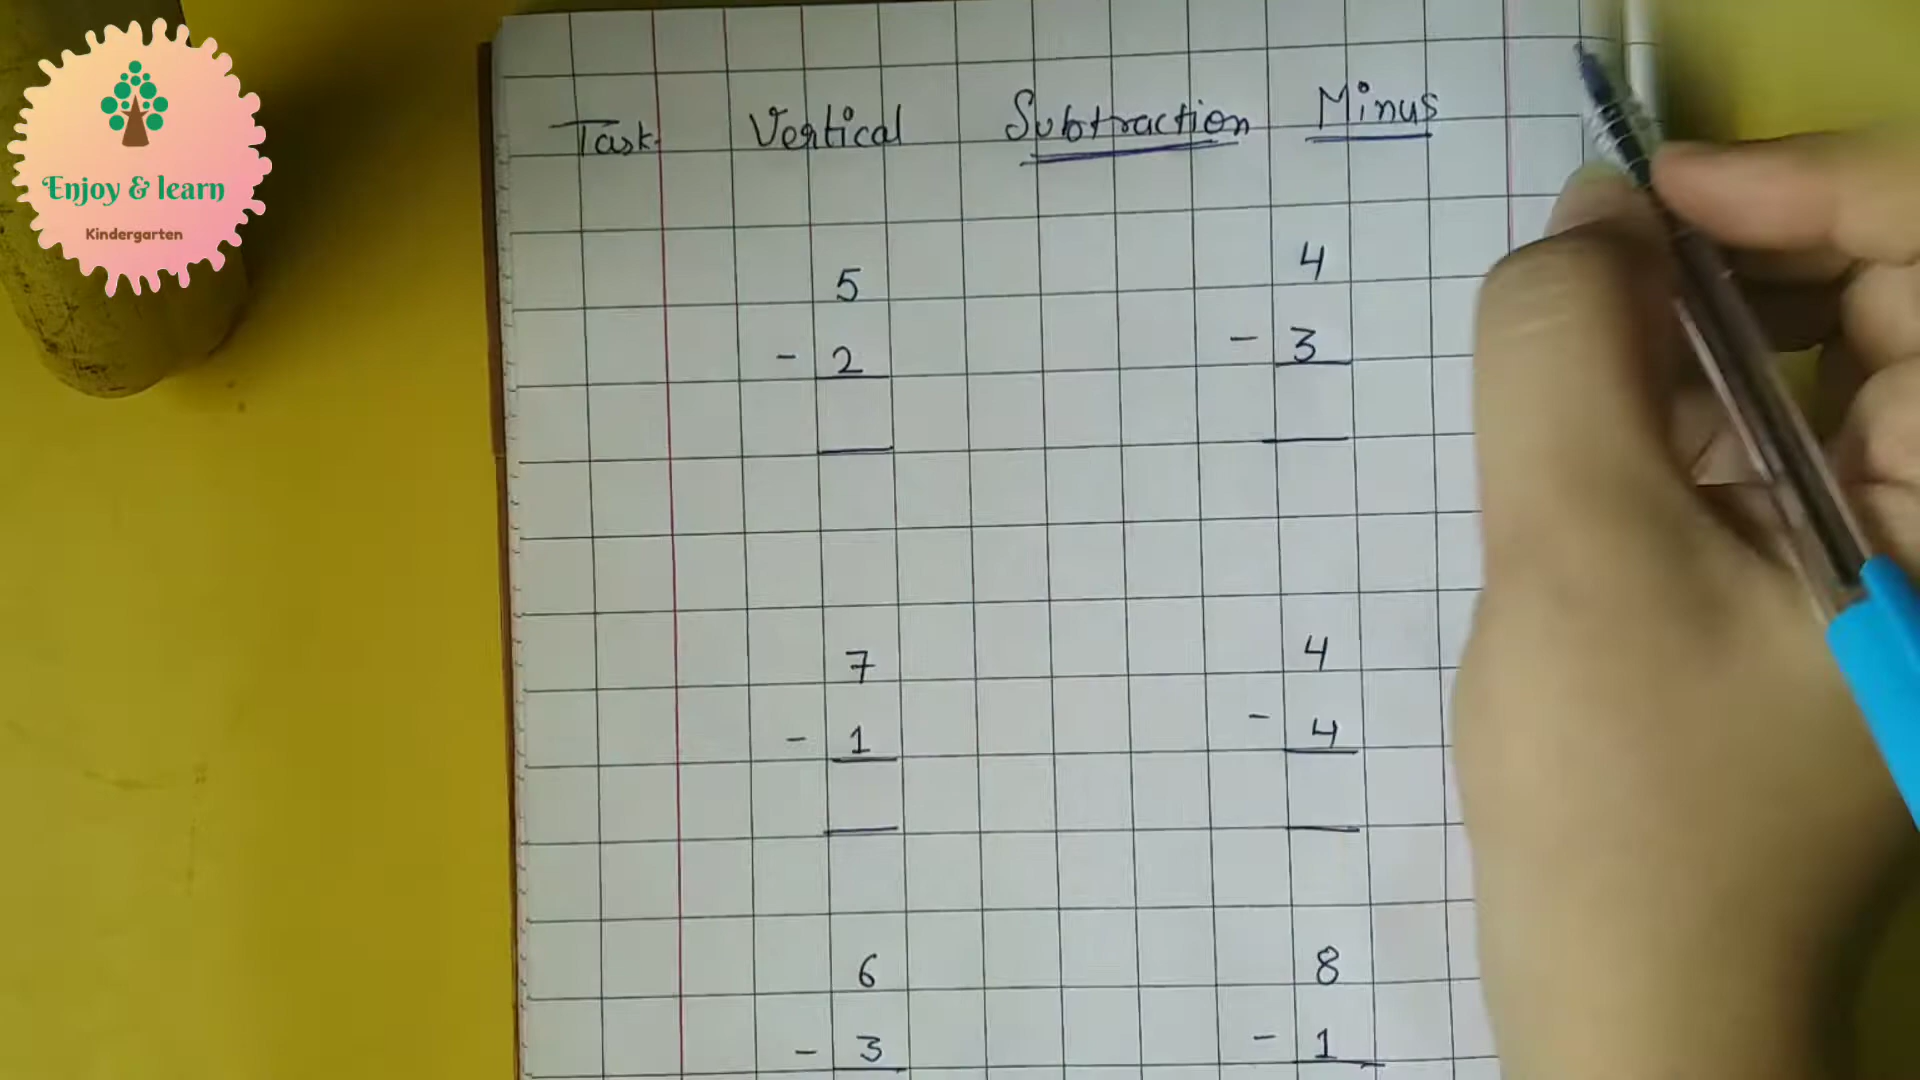 Enjoy & learn
Kindergarten
Task Vertical Subtraction Minus
5 4
- 2 - 3
7 4
- 1 - 4
6 8
- 3 - 1